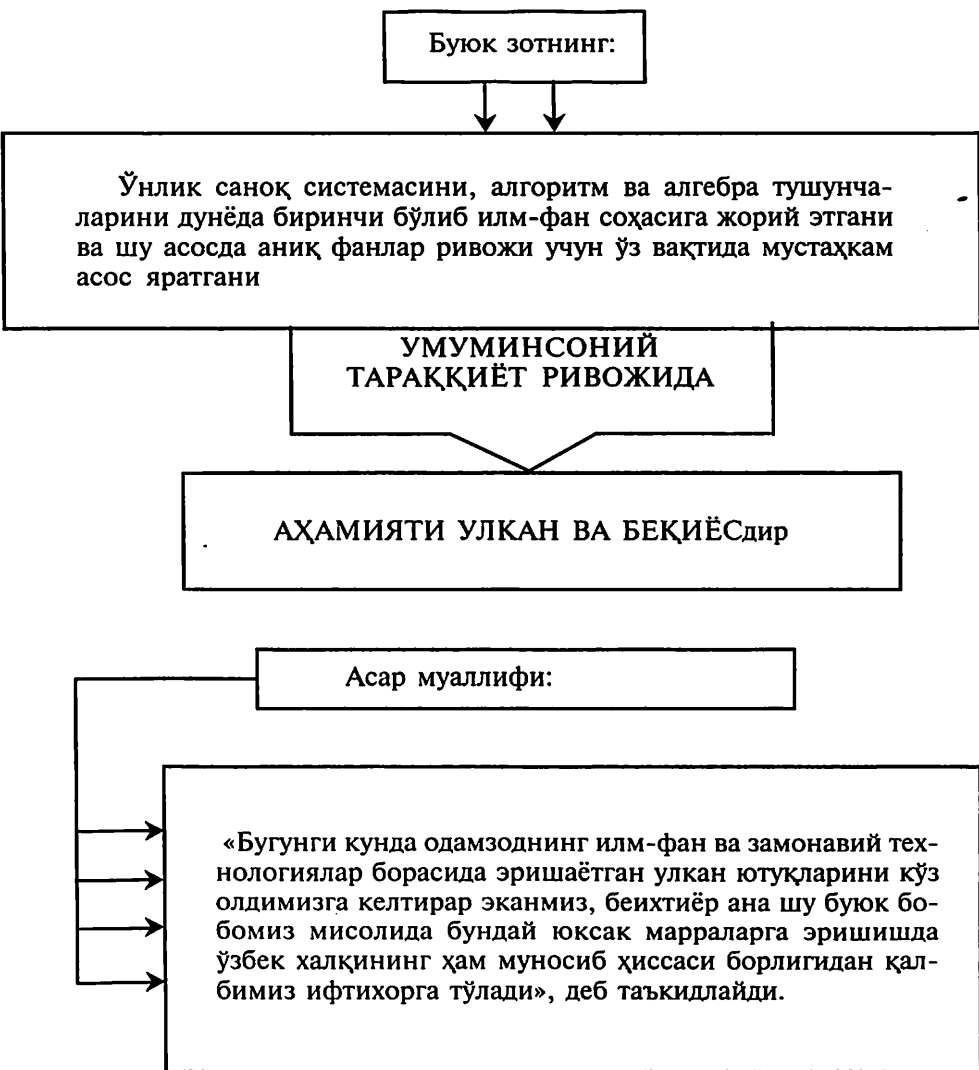 Буюк зотнинг:
Ўнлик саноқ системасини, алгоритм ва алгебра тушунча-
ларини дунёда биринчи бўлиб илм-фан соҳасига жорий этгани
ва шу асосда аниқ фанлар ривожи учун ўз вақтида мустаҳкам
асос яратгани
УМУМИНСОНИЙ
ТАРАҚҚИЁТ РИВОЖИДА
АҲАМИЯТИ УЛКАН ВА БЕҚИЁСдир
Асар муаллифи:
«Бугунги кунда одамзоднинг илм-фан ва замонавий тех-
нологиялар борасида эришаётган улкан ютуқларини кўз
олдимизга келтирар эканмиз, беихтиёр ана шу буюк бо-
бомиз мисолида бундай юксак марраларга эришишда
ўзбек халқининг ҳам муносиб ҳиссаси борлигидан қал-
бимиз ифтихорга тўлади», деб таъкидлайди.